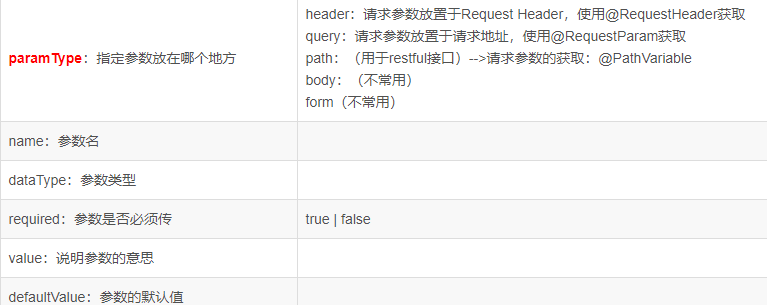 header：请求参数放置于Request Header，使用@RequestHeader获取
query：请求参数放置于请求地址，使用@RequestParam获取
paramType：指定参数放在哪个地方
path：（用于restful接口）-->请求参数的获取：@PathVariable
body：（不常用）
form（不常用）
name：参数名
dataType：参数类型
required：参数是否必须传
true | false
value：说明参数的意思
defaultValue：参数的默认值